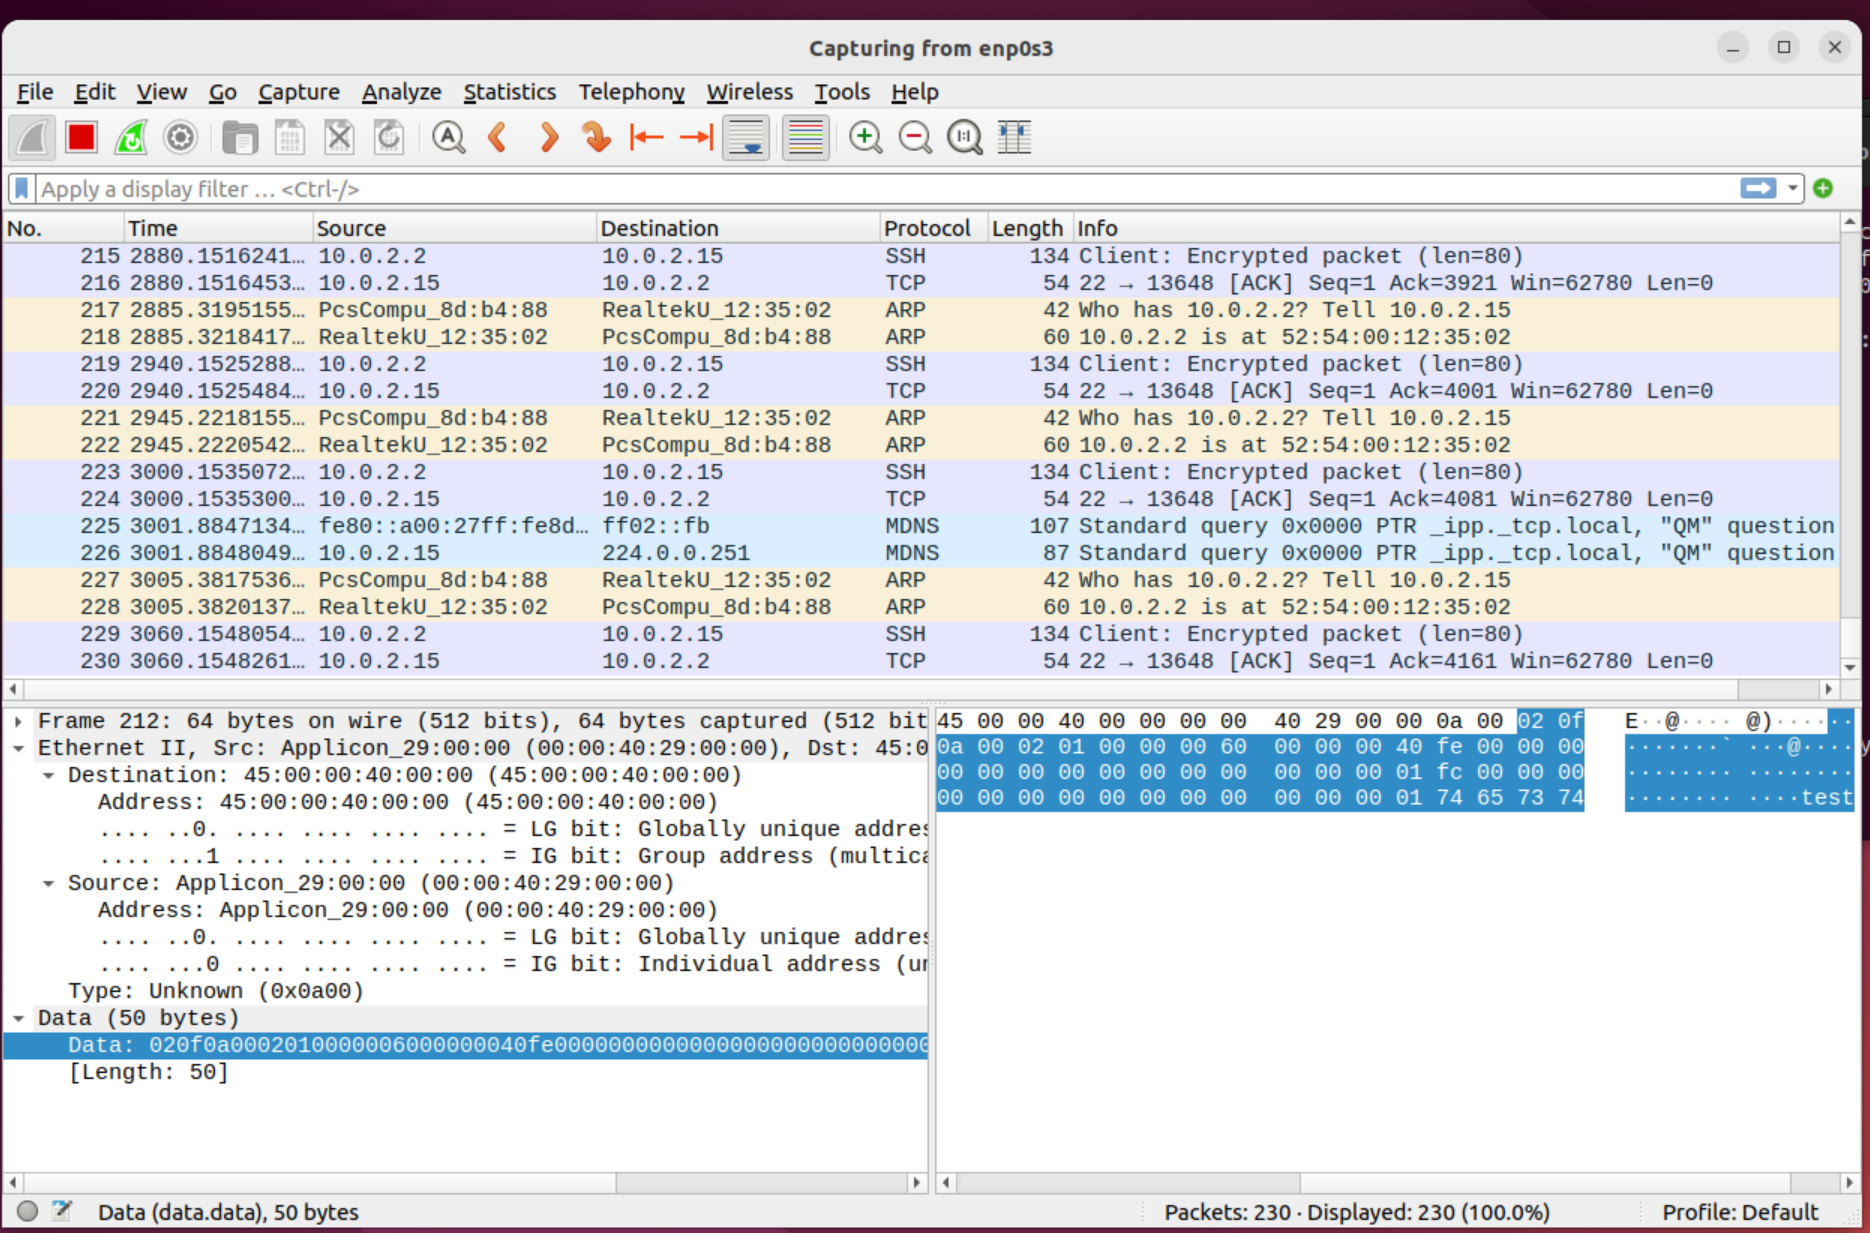 Capturing from enp0s3
File Edit View Go Capture Analyze Statistics Telephony Wireless Tools Help
Apply a display filter … <Ctrl-/>
No. Time Source Destination Protocol Length Info
215 2880.1516241… 10.0.2.2 10.0.2.15 SSH 134 Client: Encrypted packet (len=80)
216 2880.1516453… 10.0.2.15 10.0.2.2 TCP 54 22 → 13648 [ACK] Seq=1 Ack=3921 Win=62780 Len=0
217 2885.3195155… PcsCompu_8d:b4:88 RealtekU_12:35:02 ARP 42 Who has 10.0.2.2? Tell 10.0.2.15
218 2885.3218417… RealtekU_12:35:02 PcsCompu_8d:b4:88 ARP 60 10.0.2.2 is at 52:54:00:12:35:02
219 2940.1525288… 10.0.2.2 10.0.2.15 SSH 134 Client: Encrypted packet (len=80)
220 2940.1525484… 10.0.2.15 10.0.2.2 TCP 54 22 → 13648 [ACK] Seq=1 Ack=4001 Win=62780 Len=0
221 2945.2218155… PcsCompu_8d:b4:88 RealtekU_12:35:02 ARP 42 Who has 10.0.2.2? Tell 10.0.2.15
222 2945.2220542… RealtekU_12:35:02 PcsCompu_8d:b4:88 ARP 60 10.0.2.2 is at 52:54:00:12:35:02
223 3000.1535072… 10.0.2.2 10.0.2.15 SSH 134 Client: Encrypted packet (len=80)
224 3000.1535300… 10.0.2.15 10.0.2.2 TCP 54 22 → 13648 [ACK] Seq=1 Ack=4081 Win=62780 Len=0
225 3001.8847134… fe80::a00:27ff:fe8d… ff02::fb MDNS 107 Standard query 0x0000 PTR _ipp._tcp.local, "QM" question
226 3001.8848049… 10.0.2.15 224.0.0.251 MDNS 87 Standard query 0x0000 PTR _ipp._tcp.local, "QM" question
227 3005.3817536… PcsCompu_8d:b4:88 RealtekU_12:35:02 ARP 42 Who has 10.0.2.2? Tell 10.0.2.15
228 3005.3820137… RealtekU_12:35:02 PcsCompu_8d:b4:88 ARP 60 10.0.2.2 is at 52:54:00:12:35:02
229 3060.1548054… 10.0.2.2 10.0.2.15 SSH 134 Client: Encrypted packet (len=80)
230 3060.1548261… 10.0.2.15 10.0.2.2 TCP 54 22 → 13648 [ACK] Seq=1 Ack=4161 Win=62780 Len=0
Frame 212: 64 bytes on wire (512 bits), 64 bytes captured (512 bit
Ethernet II, Src: Applicon_29:00:00 (00:00:40:29:00:00), Dst: 45:0
Destination: 45:00:00:40:00:00 (45:00:00:40:00:00)
Address: 45:00:00:40:00:00 (45:00:00:40:00:00)
.... ..0. .... .... .... .... = LG bit: Globally unique addres
.... ...1 .... .... .... .... = IG bit: Group address (multica
Source: Applicon_29:00:00 (00:00:40:29:00:00)
Address: Applicon_29:00:00 (00:00:40:29:00:00)
.... ..0. .... .... .... .... = LG bit: Globally unique addres
.... ...0 .... .... .... .... = IG bit: Individual address (un
Type: Unknown (0x0a00)
Data (50 bytes)
Data: 020f0a0002010000006000000040fe0000000000000000000000000000
[Length: 50]
45 00 00 40 00 00 00 00 40 29 00 00 0a 00 02 0f E··@···· @)······
0a 00 02 01 00 00 00 60 00 00 00 40 fe 00 00 00 ·······` ···@····
00 00 00 00 00 00 00 00 00 00 00 01 fc 00 00 00 ········ ········
00 00 00 00 00 00 00 00 00 00 00 01 74 65 73 74 ········ ····test
Data (data.data), 50 bytes
Packets: 230 · Displayed: 230 (100.0%)
Profile: Default